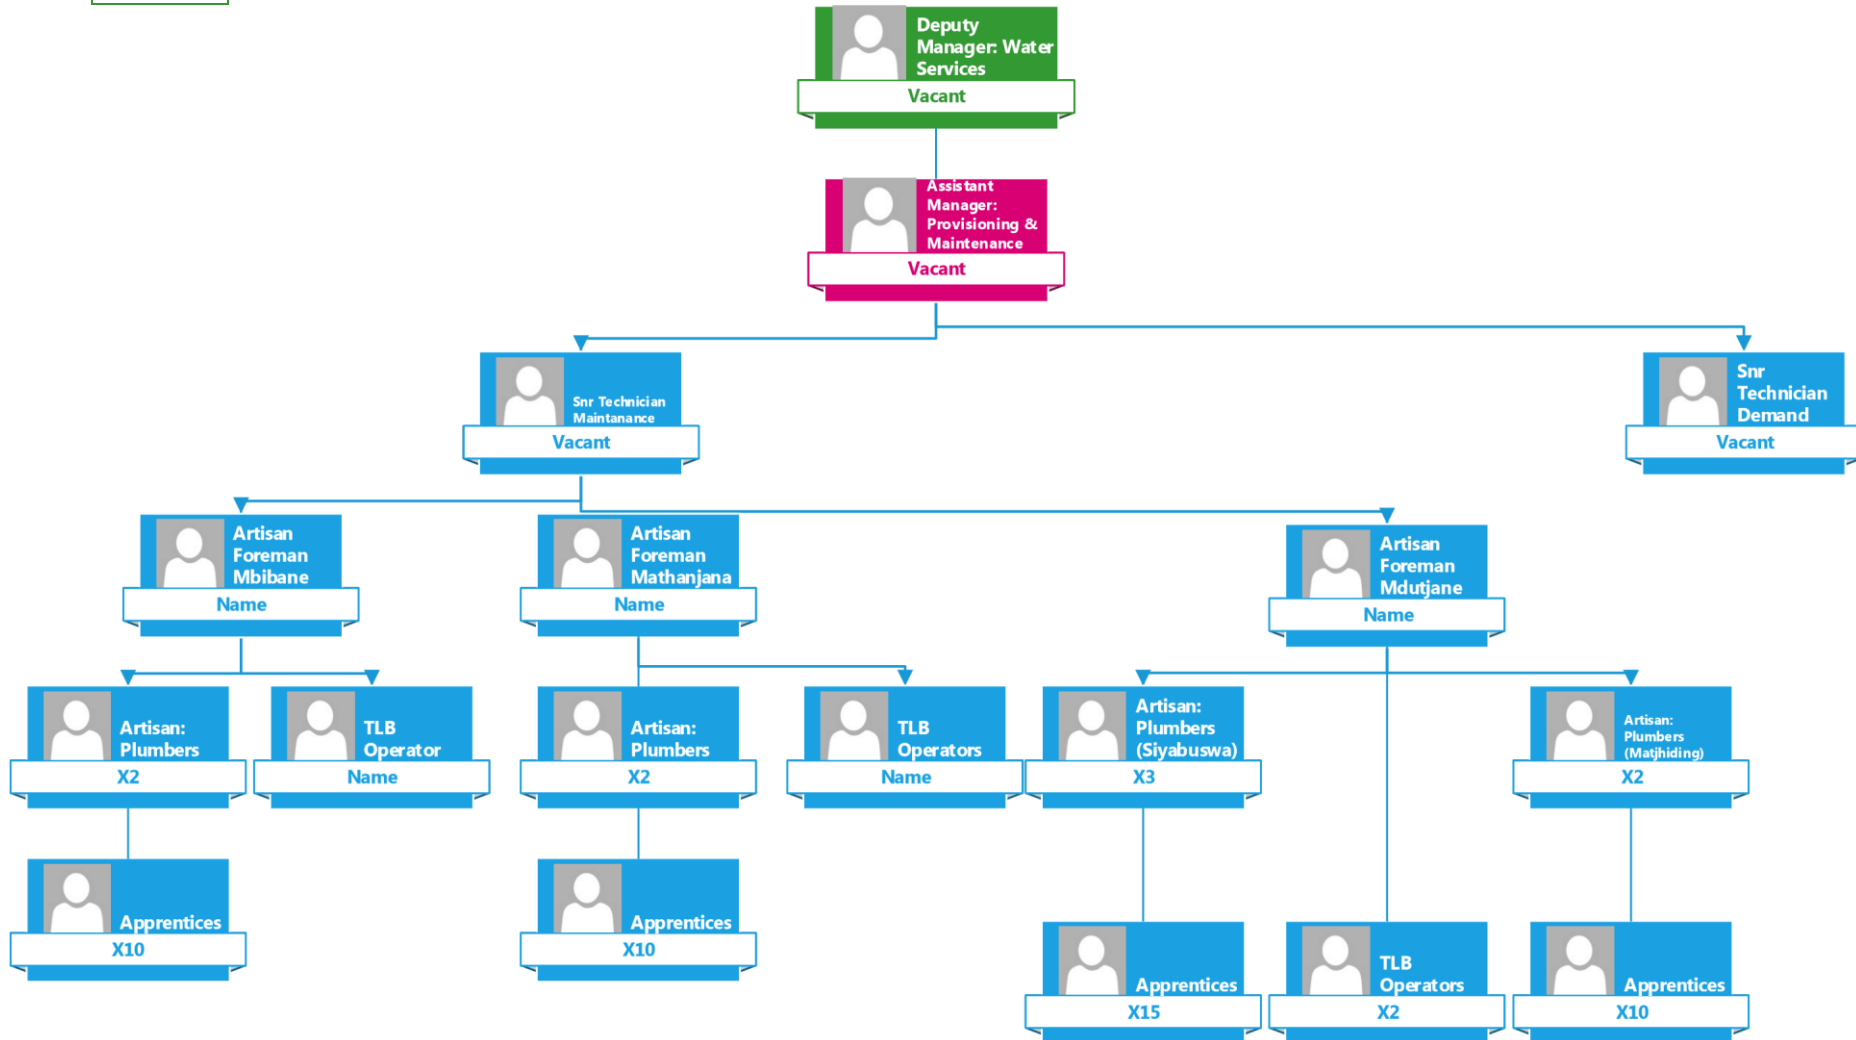 Deputy
Manager: Water
Services
Vacant
Assistant
Manager:
Provisioning &
Maintenance
Vacant
Snr Technician
Maintanance
Vacant
Snr
Technician
Demand
Vacant
Artisan
Foreman
Mbibane
Name
Artisan
Foreman
Mathanjana
Name
Artisan
Foreman
Mdutjane
Name
Artisan:
Plumbers
X2
TLB
Operator
Name
Artisan:
Plumbers
X2
TLB
Operators
Name
Artisan:
Plumbers
(Siyabuswa)
X3
Artisan:
Plumbers
(Matjhiding)
X2
Apprentices
X10
Apprentices
X10
Apprentices
X15
TLB
Operators
X2
Apprentices
X10